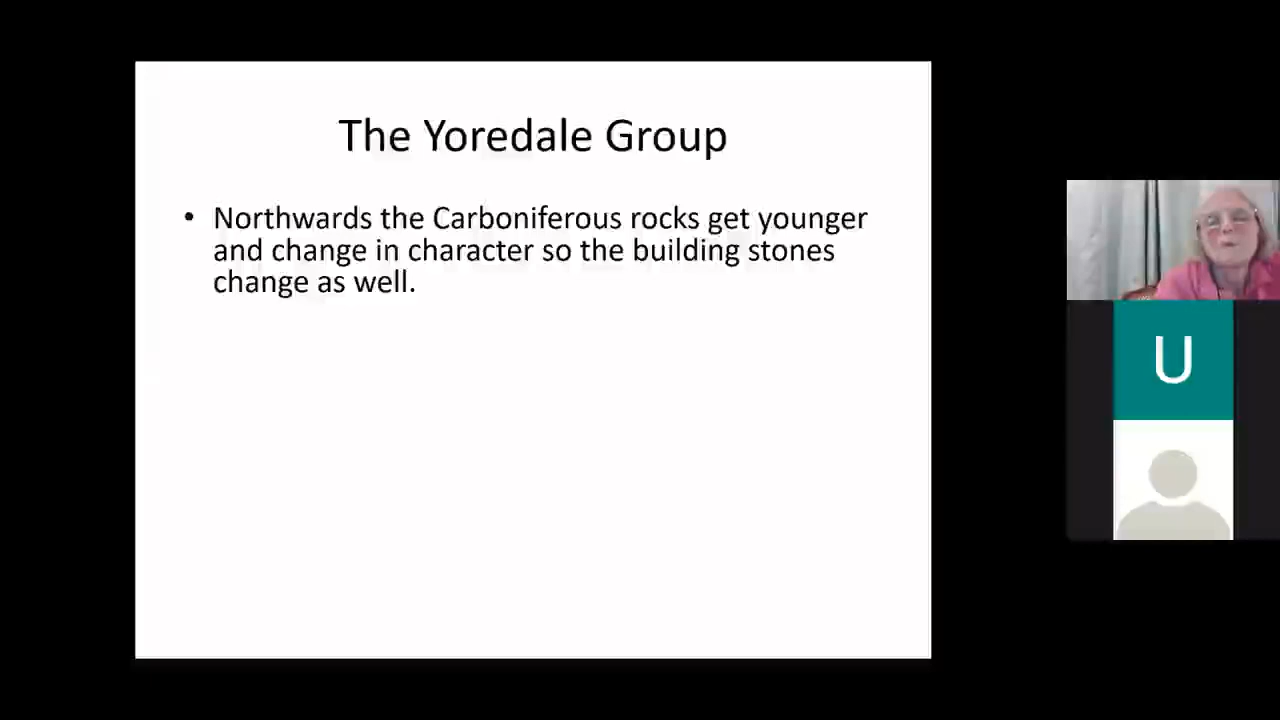 The Yoredale Group
• Northwards the Carboniferous rocks get younger
and change in character so the building stones
change as well.
U